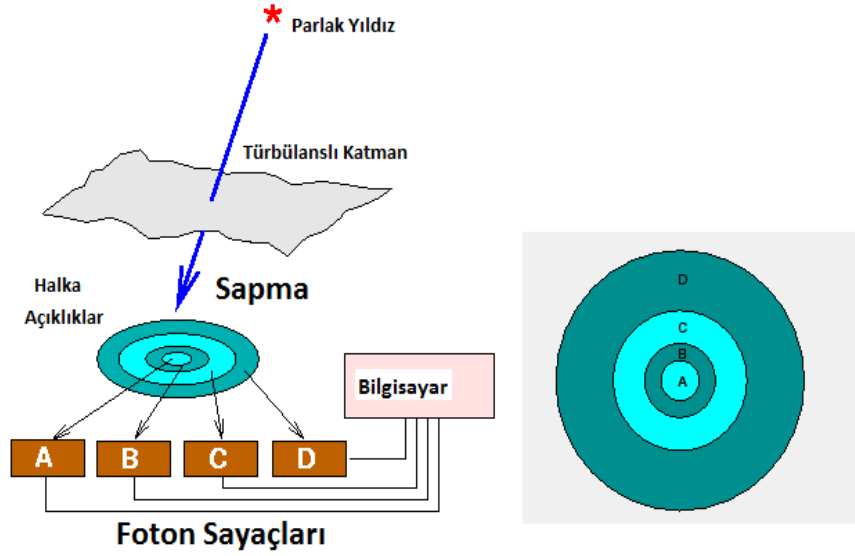 Parlak Yıldız
Türbülanslı Katman
Sapma
Halka
Açıklıklar
Bilgisayar
A B C D
Foton Sayaçları
D
C
B
A